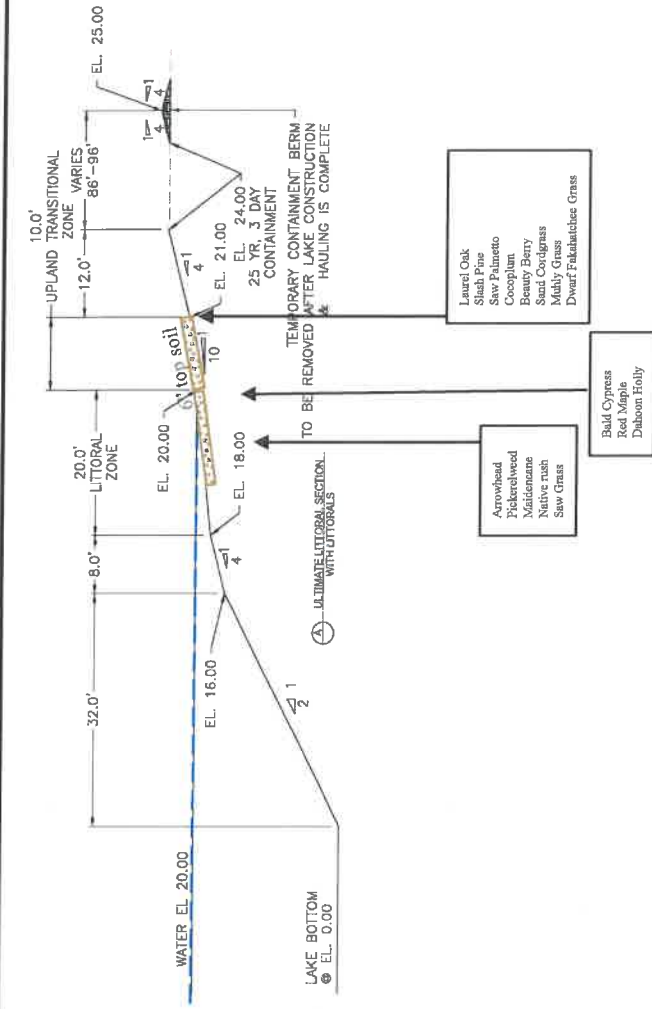 EL. 25.00
10.0'
UPLAND TRANSITIONAL
ZONE VARIES
12.0'
86'-96'
1
4
1
4
20.0'
LITTORAL
ZONE
8.0'
32.0'
1
4
EL. 21.00
EL. 24.00
25 YR, 3 DAY
CONTAINMENT
EL. 20.00
6" top soil
1
10
EL. 18.00
1
4
EL. 16.00
WATER EL 20.00
1
2
LAKE BOTTOM
@ EL. 0.00
TEMPORARY CONTAINMENT BERM
TO BE REMOVED AFTER LAKE CONSTRUCTION
& HAULING IS COMPLETE
A
ULTIMATE LITTORAL SECTION
WITH LITTORALS
Arrowhead
Pickerelweed
Maidencane
Native rush
Saw Grass
Bald Cypress
Red Maple
Dahoon Holly
Laurel Oak
Slash Pine
Saw Palmetto
Cocoplum
Beauty Berry
Sand Cordgrass
Muhly Grass
Dwarf Fakahatchee Grass